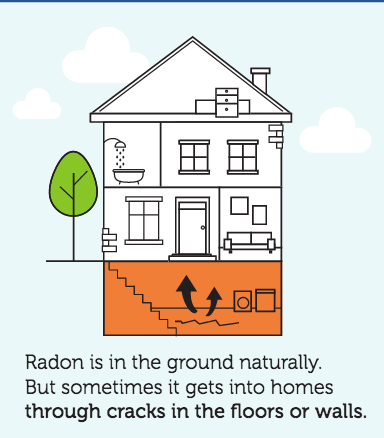 Radon is in the ground naturally.
But sometimes it gets into homes
through cracks in the floors or walls.